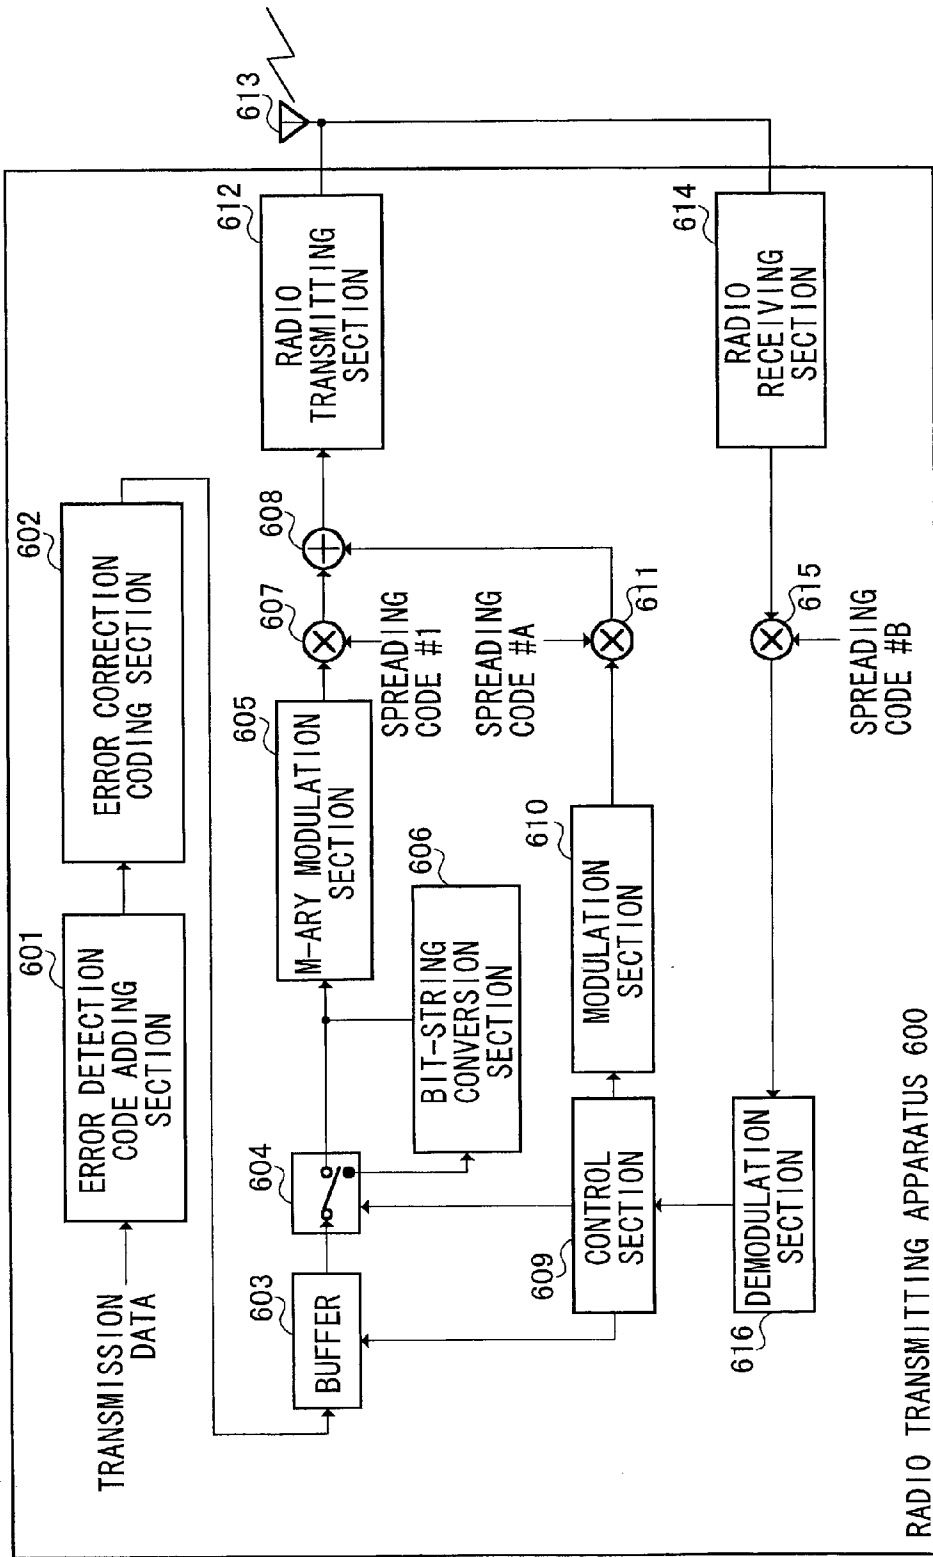 TRANSMISSION
DATA
601
ERROR DETECTION
CODE ADDING
SECTION
602
ERROR CORRECTION
CODING SECTION
603
BUFFER
604
605
M-ARY MODULATION
SECTION
606
BIT-STRING
CONVERSION
SECTION
607
SPREADING
CODE #1
608
612
RADIO
TRANSMITTING
SECTION
613
609
CONTROL
SECTION
610
MODULATION
SECTION
SPREADING
CODE #A
611
614
RADIO
RECEIVING
SECTION
615
SPREADING
CODE #B
616
DEMODULATION
SECTION
RADIO TRANSMITTING APPARATUS 600